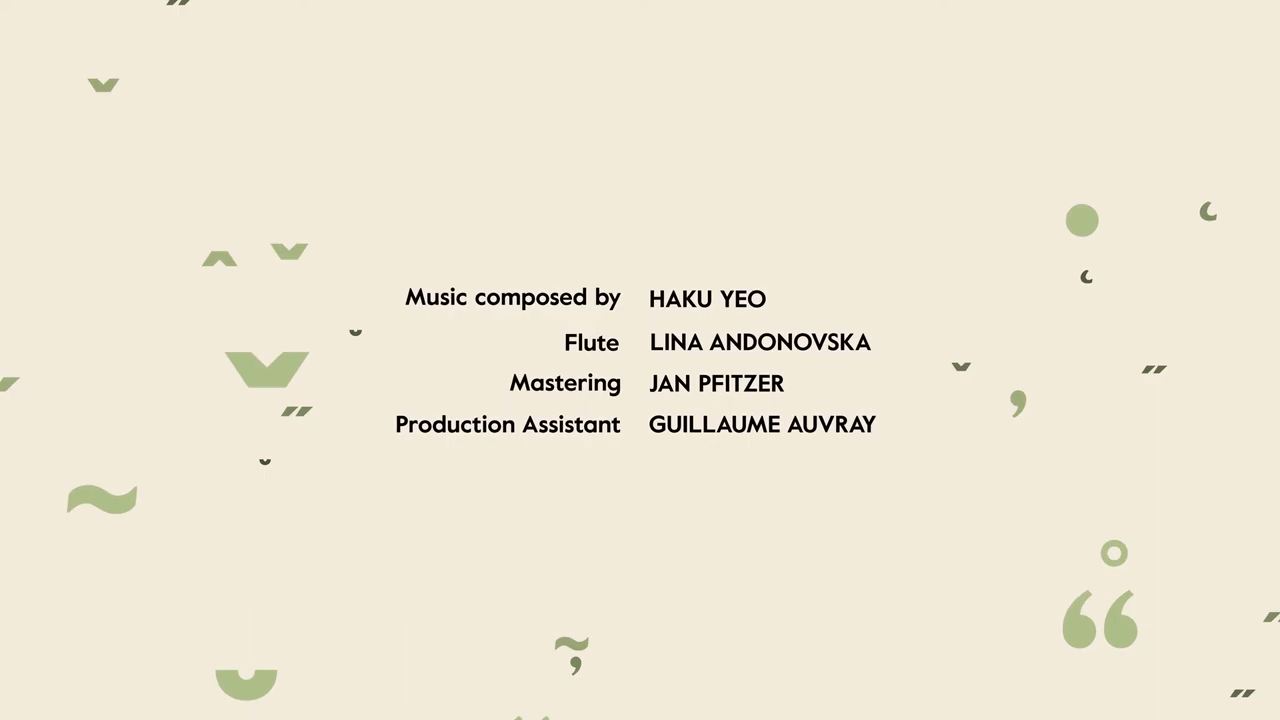 Music composed by HAKU YEO
Flute LINA ANDONOVSKA
Mastering JAN PFITZER
Production Assistant GUILLAUME AUVRAY